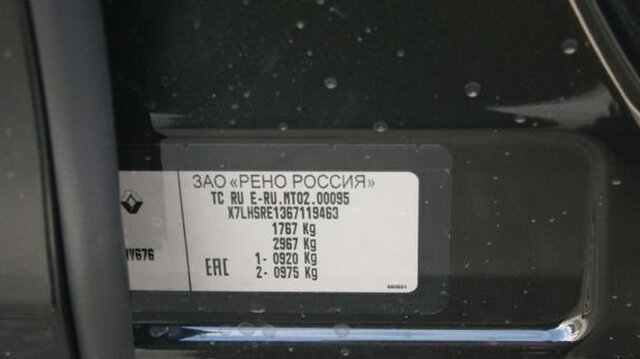 ЗАО «РЕНО РОССИЯ»
TC RU E-RU.MT02.00095
X7LHSRE1367119463
1767 Kg
2967 Kg
1- 0920 Kg
2- 0975 Kg
EAC